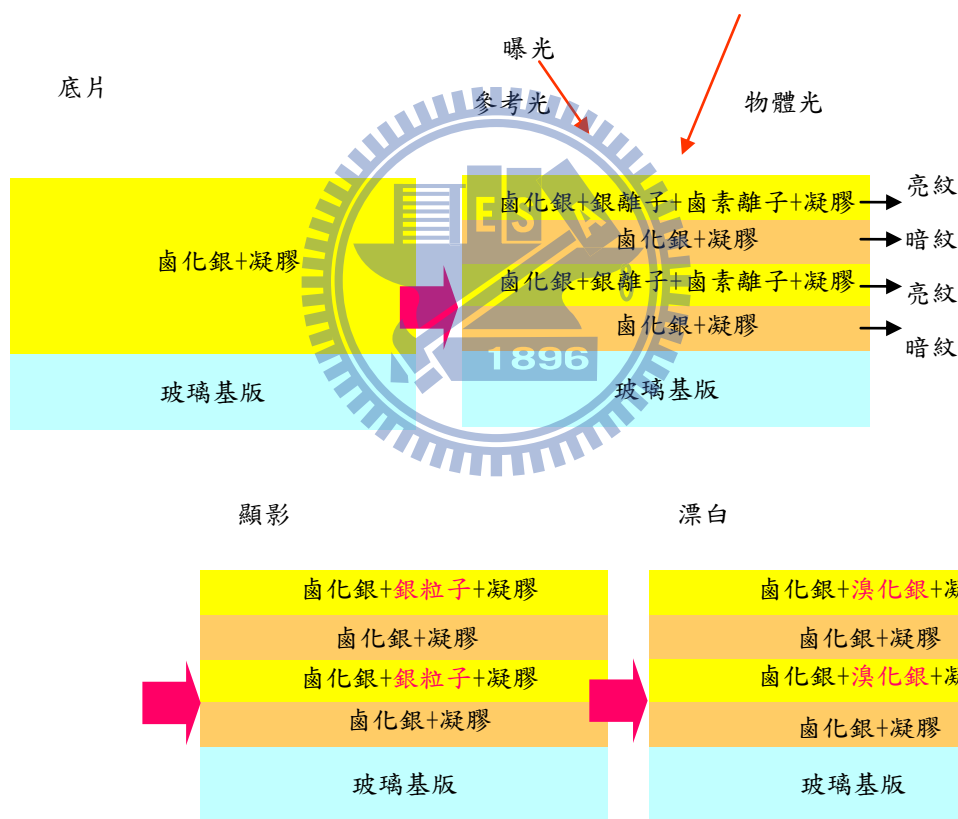 底片
曝光
參考光
物體光
鹵化銀+凝膠
玻璃基版
鹵化銀+銀離子+鹵素離子+凝膠
亮紋
鹵化銀+凝膠
暗紋
鹵化銀+銀離子+鹵素離子+凝膠
亮紋
鹵化銀+凝膠
暗紋
玻璃基版
ESA
1896
顯影
鹵化銀+銀粒子+凝膠
鹵化銀+凝膠
鹵化銀+銀粒子+凝膠
鹵化銀+凝膠
玻璃基版
漂白
鹵化銀+溴化銀+
鹵化銀+凝膠
鹵化銀+溴化銀+
鹵化銀+凝膠
玻璃基版